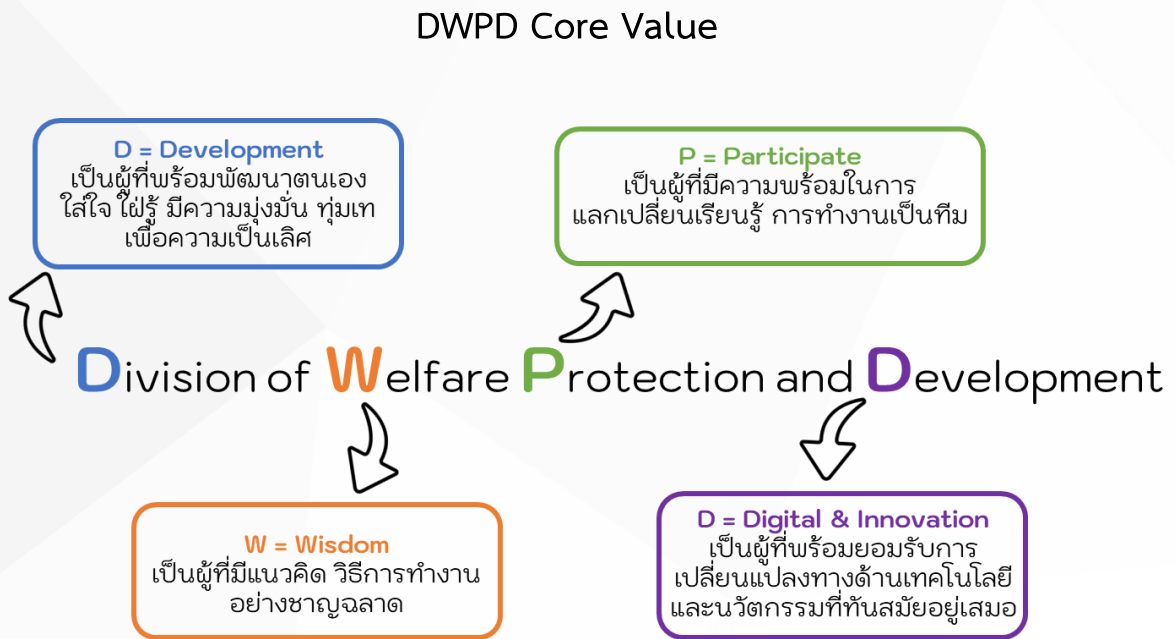 DWPD Core Value
D = Development
เป็นผู้ที่พร้อมพัฒนาตนเอง
ใส่ใจ ใฝ่รู้ มีความมุ่งมั่น ทุ่มเท
เพื่อความเป็นเลิศ
P = Participate
เป็นผู้ที่มีความพร้อมในการ
แลกเปลี่ยนเรียนรู้ การทำงานเป็นทีม
Division of Welfare Protection and Development
W = Wisdom
เป็นผู้ที่มีแนวคิด วิธีการทำงาน
อย่างชาญฉลาด
D = Digital & Innovation
เป็นผู้ที่พร้อมยอมรับการ
เปลี่ยนแปลงทางด้านเทคโนโลยี
และนวัตกรรมที่ทันสมัยอยู่เสมอ